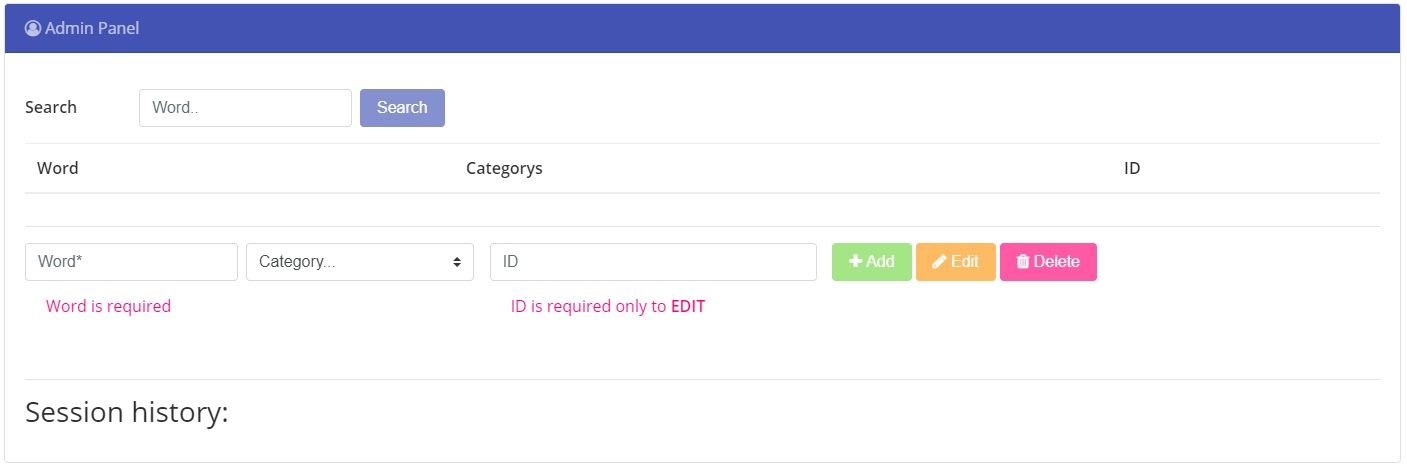 Admin Panel
Search Word.. Search
Word Categorys ID
Word* Category... ID Add Edit Delete
Word is required ID is required only to EDIT
Session history: